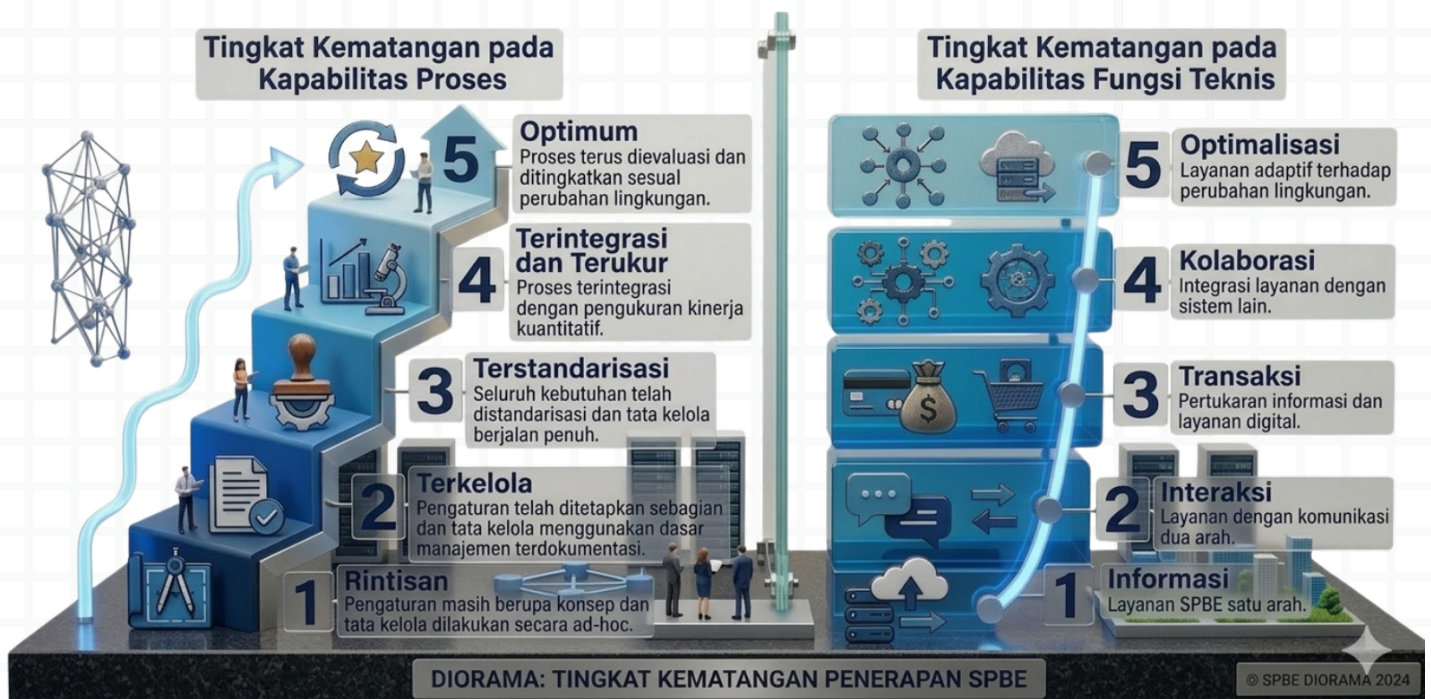 Tingkat Kematangan pada
Kapabilitas Proses
5
Optimum
Proses terus dievaluasi dan
ditingkatkan sesual
perubahan lingkungan.
4
Terintegrasi
dan Terukur
Proses terintegrasi
dengan pengukuran kinerja
kuantitatif.
3
Terstandarisasi
Seluruh kebutuhan telah
distandarisasi dan tata kelola
berjalan penuh.
2
Terkelola
Pengaturan telah ditetapkan sebagian
dan tata kelola menggunakan dasar
manajemen terdokumentasi.
1
Rintisan
Pengaturan masih berupa konsep dan
tata kelola dilakukan secara ad-hoc.
Tingkat Kematangan pada
Kapabilitas Fungsi Teknis
5
Optimalisasi
Layanan adaptif terhadap
perubahan lingkungan.
4
Kolaborasi
Integrasi layanan dengan
sistem lain.
3
Transaksi
Pertukaran informasi dan
layanan digital.
$
2
Interaksi
Layanan dengan komunikasi
dua arah.
1
Informasi
Layanan SPBE satu arah.
DIORAMA: TINGKAT KEMATANGAN PENERAPAN SPBE
© SPBE DIORAMA 2024